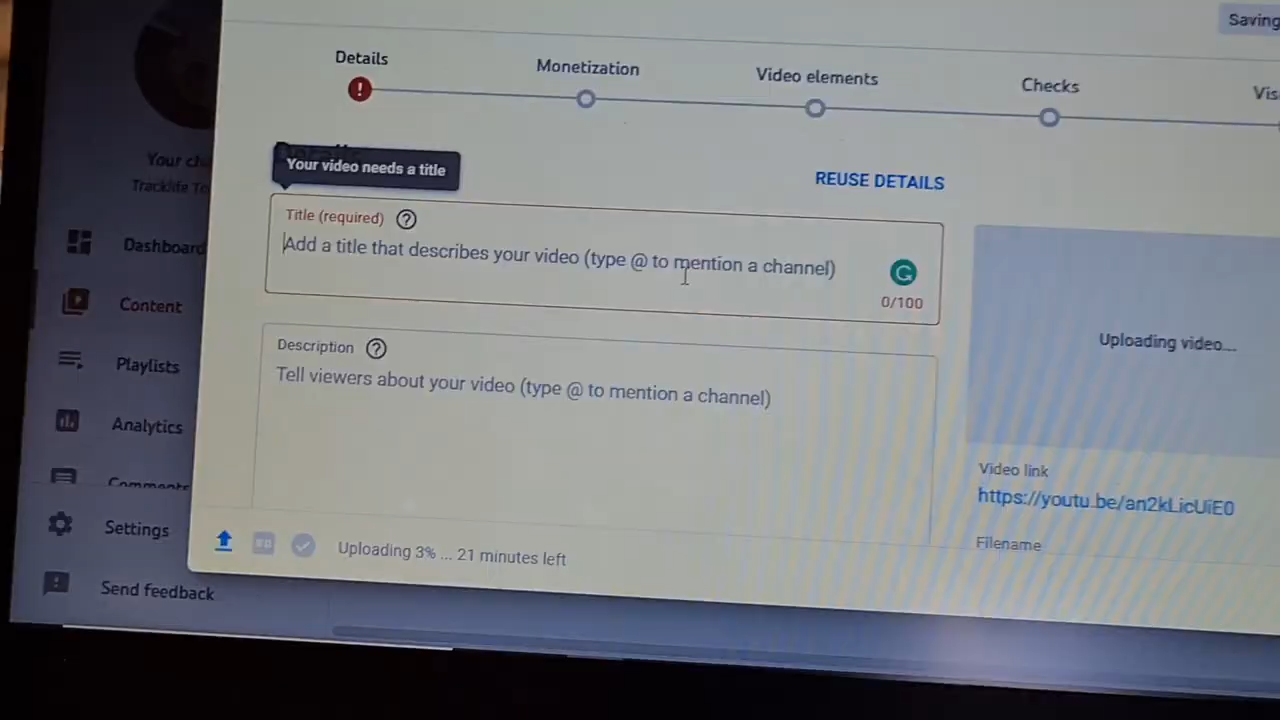 Saving
Details
Monetization
Video elements
Checks
!
Your video needs a title
REUSE DETAILS
Title (required) ?
Add a title that describes your video (type @ to mention a channel)
0/100
Description ?
Tell viewers about your video (type @ to mention a channel)
Uploading video...
Video link
https://youtu.be/an2kLicUiE0
Filename
Uploading 3% ... 21 minutes left
Your
Tracklife
Dashboard
Content
Playlists
Analytics
Comments
Settings
Send feedback